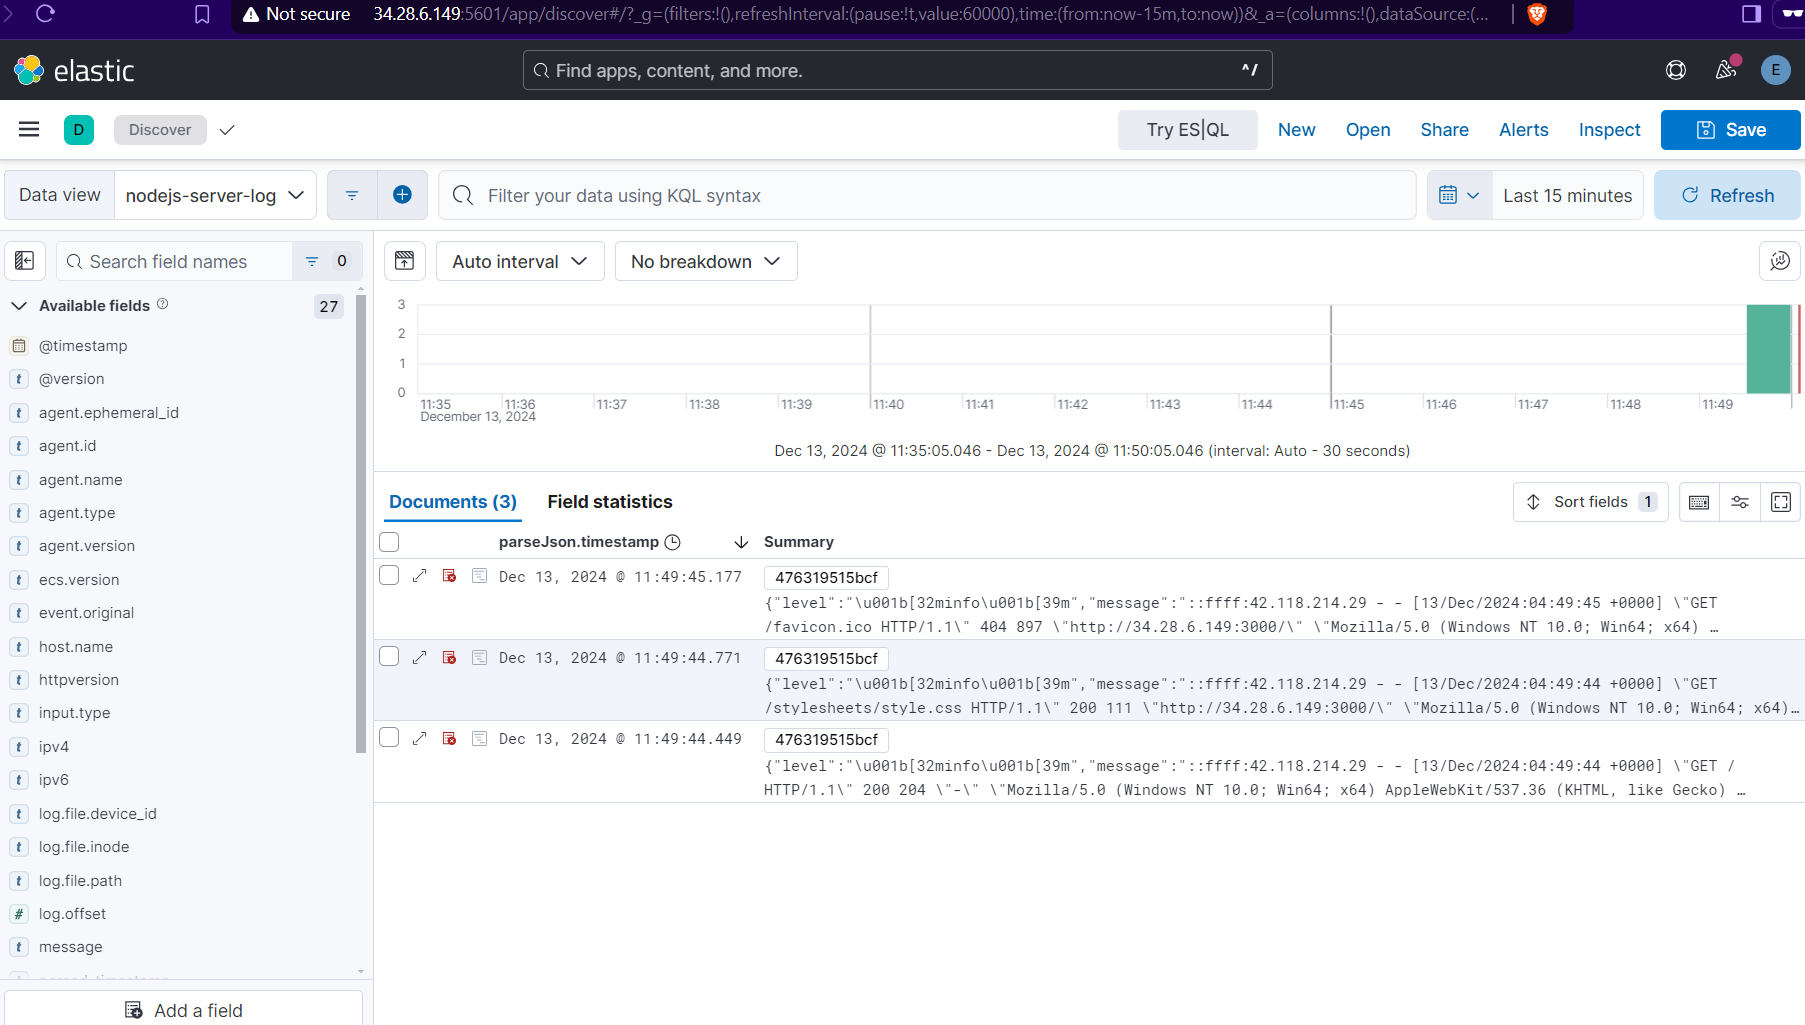 Not secure 34.28.6.149:5601/app/discover#/?_g=(filters:!(),refreshInterval:(pause:!t,value:60000),time:(from:now-15m,to:now))&_a=(columns:!(),dataSource:(...
elastic
Find apps, content, and more.
^/
E
D
Discover
Try ES|QL
New
Open
Share
Alerts
Inspect
Save
Data view
nodejs-server-log
Filter your data using KQL syntax
Last 15 minutes
Refresh
Search field names
0
Auto interval
No breakdown
Available fields
27
@timestamp
t @version
t agent.ephemeral_id
t agent.id
t agent.name
t agent.type
t agent.version
t ecs.version
t event.original
t host.name
t httpversion
t input.type
t ipv4
t ipv6
t log.file.device_id
t log.file.inode
t log.file.path
# log.offset
t message
Add a field
3
2
1
0
11:35 11:36 11:37 11:38 11:39 11:40 11:41 11:42 11:43 11:44 11:45 11:46 11:47 11:48 11:49
December 13, 2024
Dec 13, 2024 @ 11:35:05.046 - Dec 13, 2024 @ 11:50:05.046 (interval: Auto - 30 seconds)
Documents (3)
Field statistics
Sort fields 1
parseJson.timestamp
Summary
Dec 13, 2024 @ 11:49:45.177
476319515bcf
{"level":"\u001b[32minfo\u001b[39m","message":"::ffff:42.118.214.29 - - [13/Dec/2024:04:49:45 +0000] \"GET
/favicon.ico HTTP/1.1\" 404 897 \"http://34.28.6.149:3000/\" \"Mozilla/5.0 (Windows NT 10.0; Win64; x64) …
Dec 13, 2024 @ 11:49:44.771
476319515bcf
{"level":"\u001b[32minfo\u001b[39m","message":"::ffff:42.118.214.29 - - [13/Dec/2024:04:49:44 +0000] \"GET
/stylesheets/style.css HTTP/1.1\" 200 111 \"http://34.28.6.149:3000/\" \"Mozilla/5.0 (Windows NT 10.0; Win64; x64)…
Dec 13, 2024 @ 11:49:44.449
476319515bcf
{"level":"\u001b[32minfo\u001b[39m","message":"::ffff:42.118.214.29 - - [13/Dec/2024:04:49:44 +0000] \"GET /
HTTP/1.1\" 200 204 \"-\" \"Mozilla/5.0 (Windows NT 10.0; Win64; x64) AppleWebKit/537.36 (KHTML, like Gecko) …